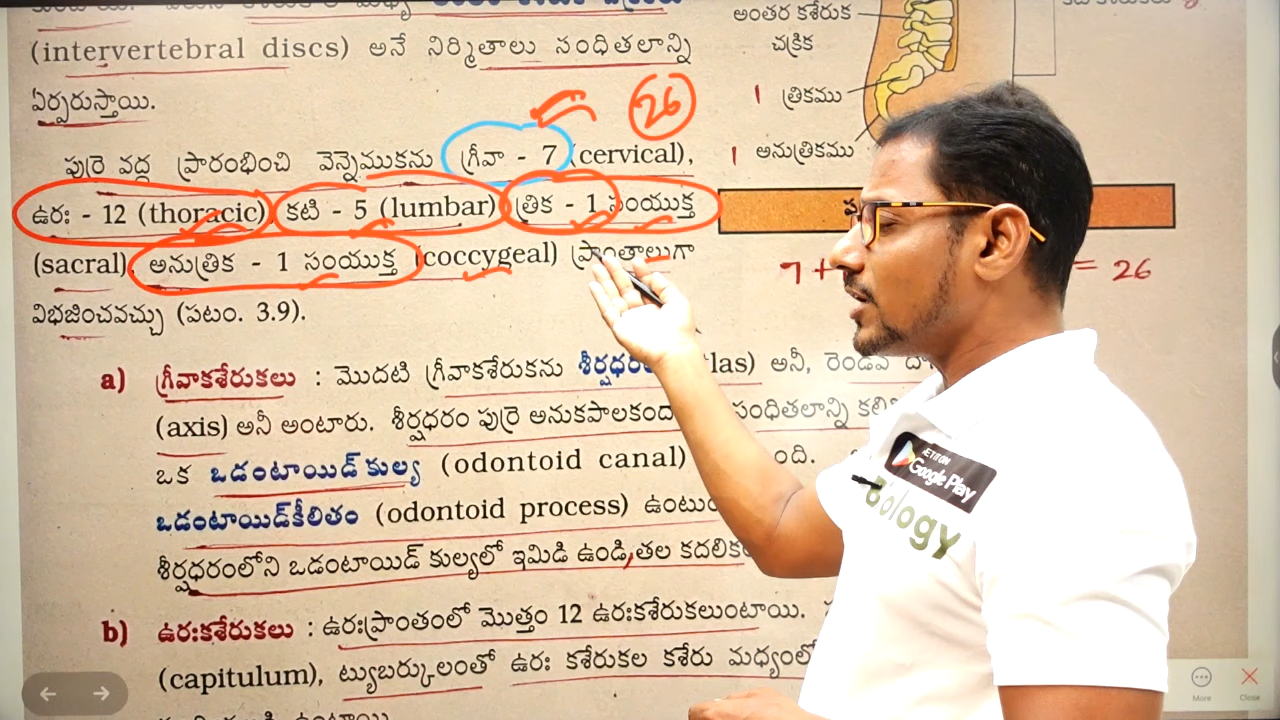 (intervertebral discs) అనే నిర్మితాలు సంధితలాన్ని
ఏర్పరుస్తాయి.
26
పుర్రె వద్ద ప్రారంభించి వెన్నెముకను గ్రీవా - 7 (cervical),
ఉరః - 12 (thoracic) కటి - 5 (lumbar) త్రిక - 1 సంయుక్త
(sacral), అనుత్రిక - 1 సంయుక్త (coccygeal) ప్రాంతాలుగా
విభజించవచ్చు (పటం. 3.9).
a) గ్రీవాకశేరుకలు : మొదటి గ్రీవాకశేరుకను las) అనీ,
(axis) అనీ అంటారు. శీర్షధరం పుర్రె సంధితలాన్ని
ఒక ఒడంటాయిడ్ కుల్య (odontoid canal)
ఒడంటాయిడ్‌కీలితం (odontoid process)
శీర్షధరంలోని ఒడంటాయిడ్ కుల్యలో ఇమిడి ఉండి, తల
b) ఉరఃకశేరుకలు : ఉరఃప్రాంతంలో మొత్తం 12 ఉరఃకశేరుకలుంటాయి.
(capitulum), ట్యుబర్కులంతో ఉరః కశేరుకల కశేరు మధ్యంలో
అంతర కశేరుక
చక్రిక
1 త్రికము
1 అనుత్రికము
7 + = 26
GET IT ON
Google Play
Biology
More
Close